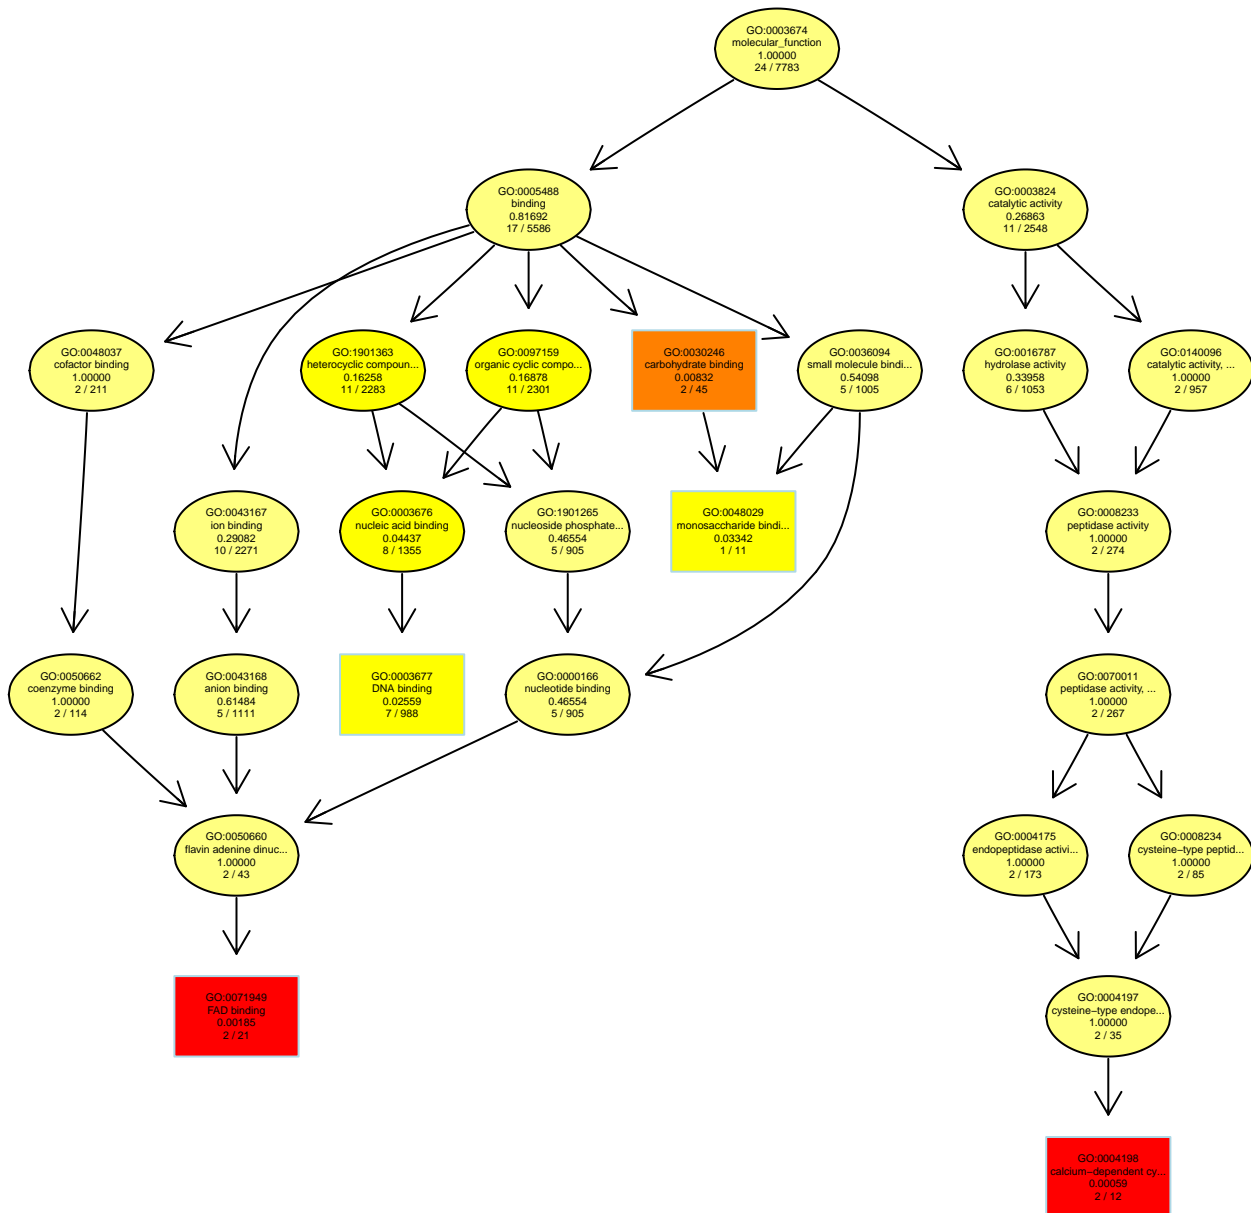 GO:0003674
molecular_function
1.00000
24 / 7783
GO:0005488
binding
0.81692
17 / 5586
GO:0003824
catalytic activity
0.26863
11 / 2548
GO:0048037
cofactor binding
1.00000
2 / 211
GO:1901363
heterocyclic compoun...
0.16258
11 / 2283
GO:0097159
organic cyclic compo...
0.16878
11 / 2301
GO:0030246
carbohydrate binding
0.00832
2 / 45
GO:0036094
small molecule bindi...
0.54098
5 / 1005
GO:0016787
hydrolase activity
0.33958
6 / 1053
GO:0140096
catalytic activity, ...
1.00000
2 / 957
GO:0043167
ion binding
0.29082
10 / 2271
GO:0003676
nucleic acid binding
0.04437
8 / 1355
GO:1901265
nucleoside phosphate...
0.46554
5 / 905
GO:0048029
monosaccharide bindi...
0.03342
1 / 11
GO:0008233
peptidase activity
1.00000
2 / 274
GO:0050662
coenzyme binding
1.00000
2 / 114
GO:0043168
anion binding
0.61484
5 / 1111
GO:0003677
DNA binding
0.02559
7 / 988
GO:0000166
nucleotide binding
0.46554
5 / 905
GO:0070011
peptidase activity, ...
1.00000
2 / 267
GO:0050660
flavin adenine dinuc...
1.00000
2 / 43
GO:0004175
endopeptidase activi...
1.00000
2 / 173
GO:0008234
cysteine−type peptid...
1.00000
2 / 85
GO:0071949
FAD binding
0.00185
2 / 21
GO:0004197
cysteine−type endope...
1.00000
2 / 35
GO:0004198
calcium−dependent cy...
0.00059
2 / 12